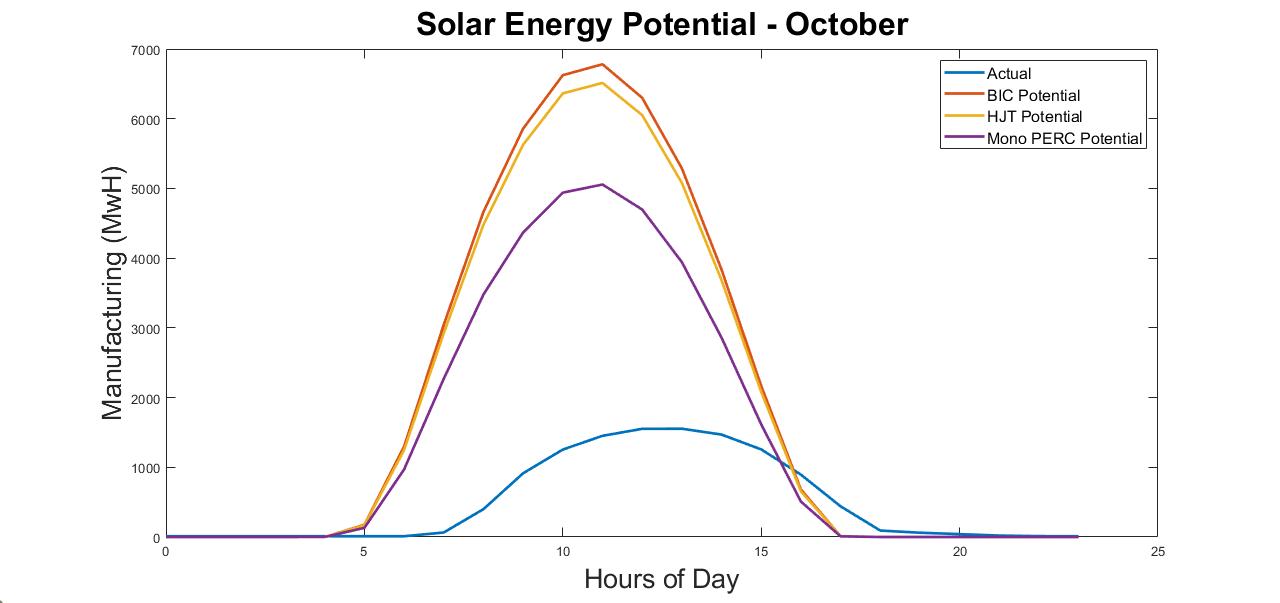 Solar Energy Potential - October
7000
6000
5000
4000
3000
2000
1000
0
Manufacturing (MwH)
Actual
BIC Potential
HJT Potential
Mono PERC Potential
0 5 10 15 20 25
Hours of Day